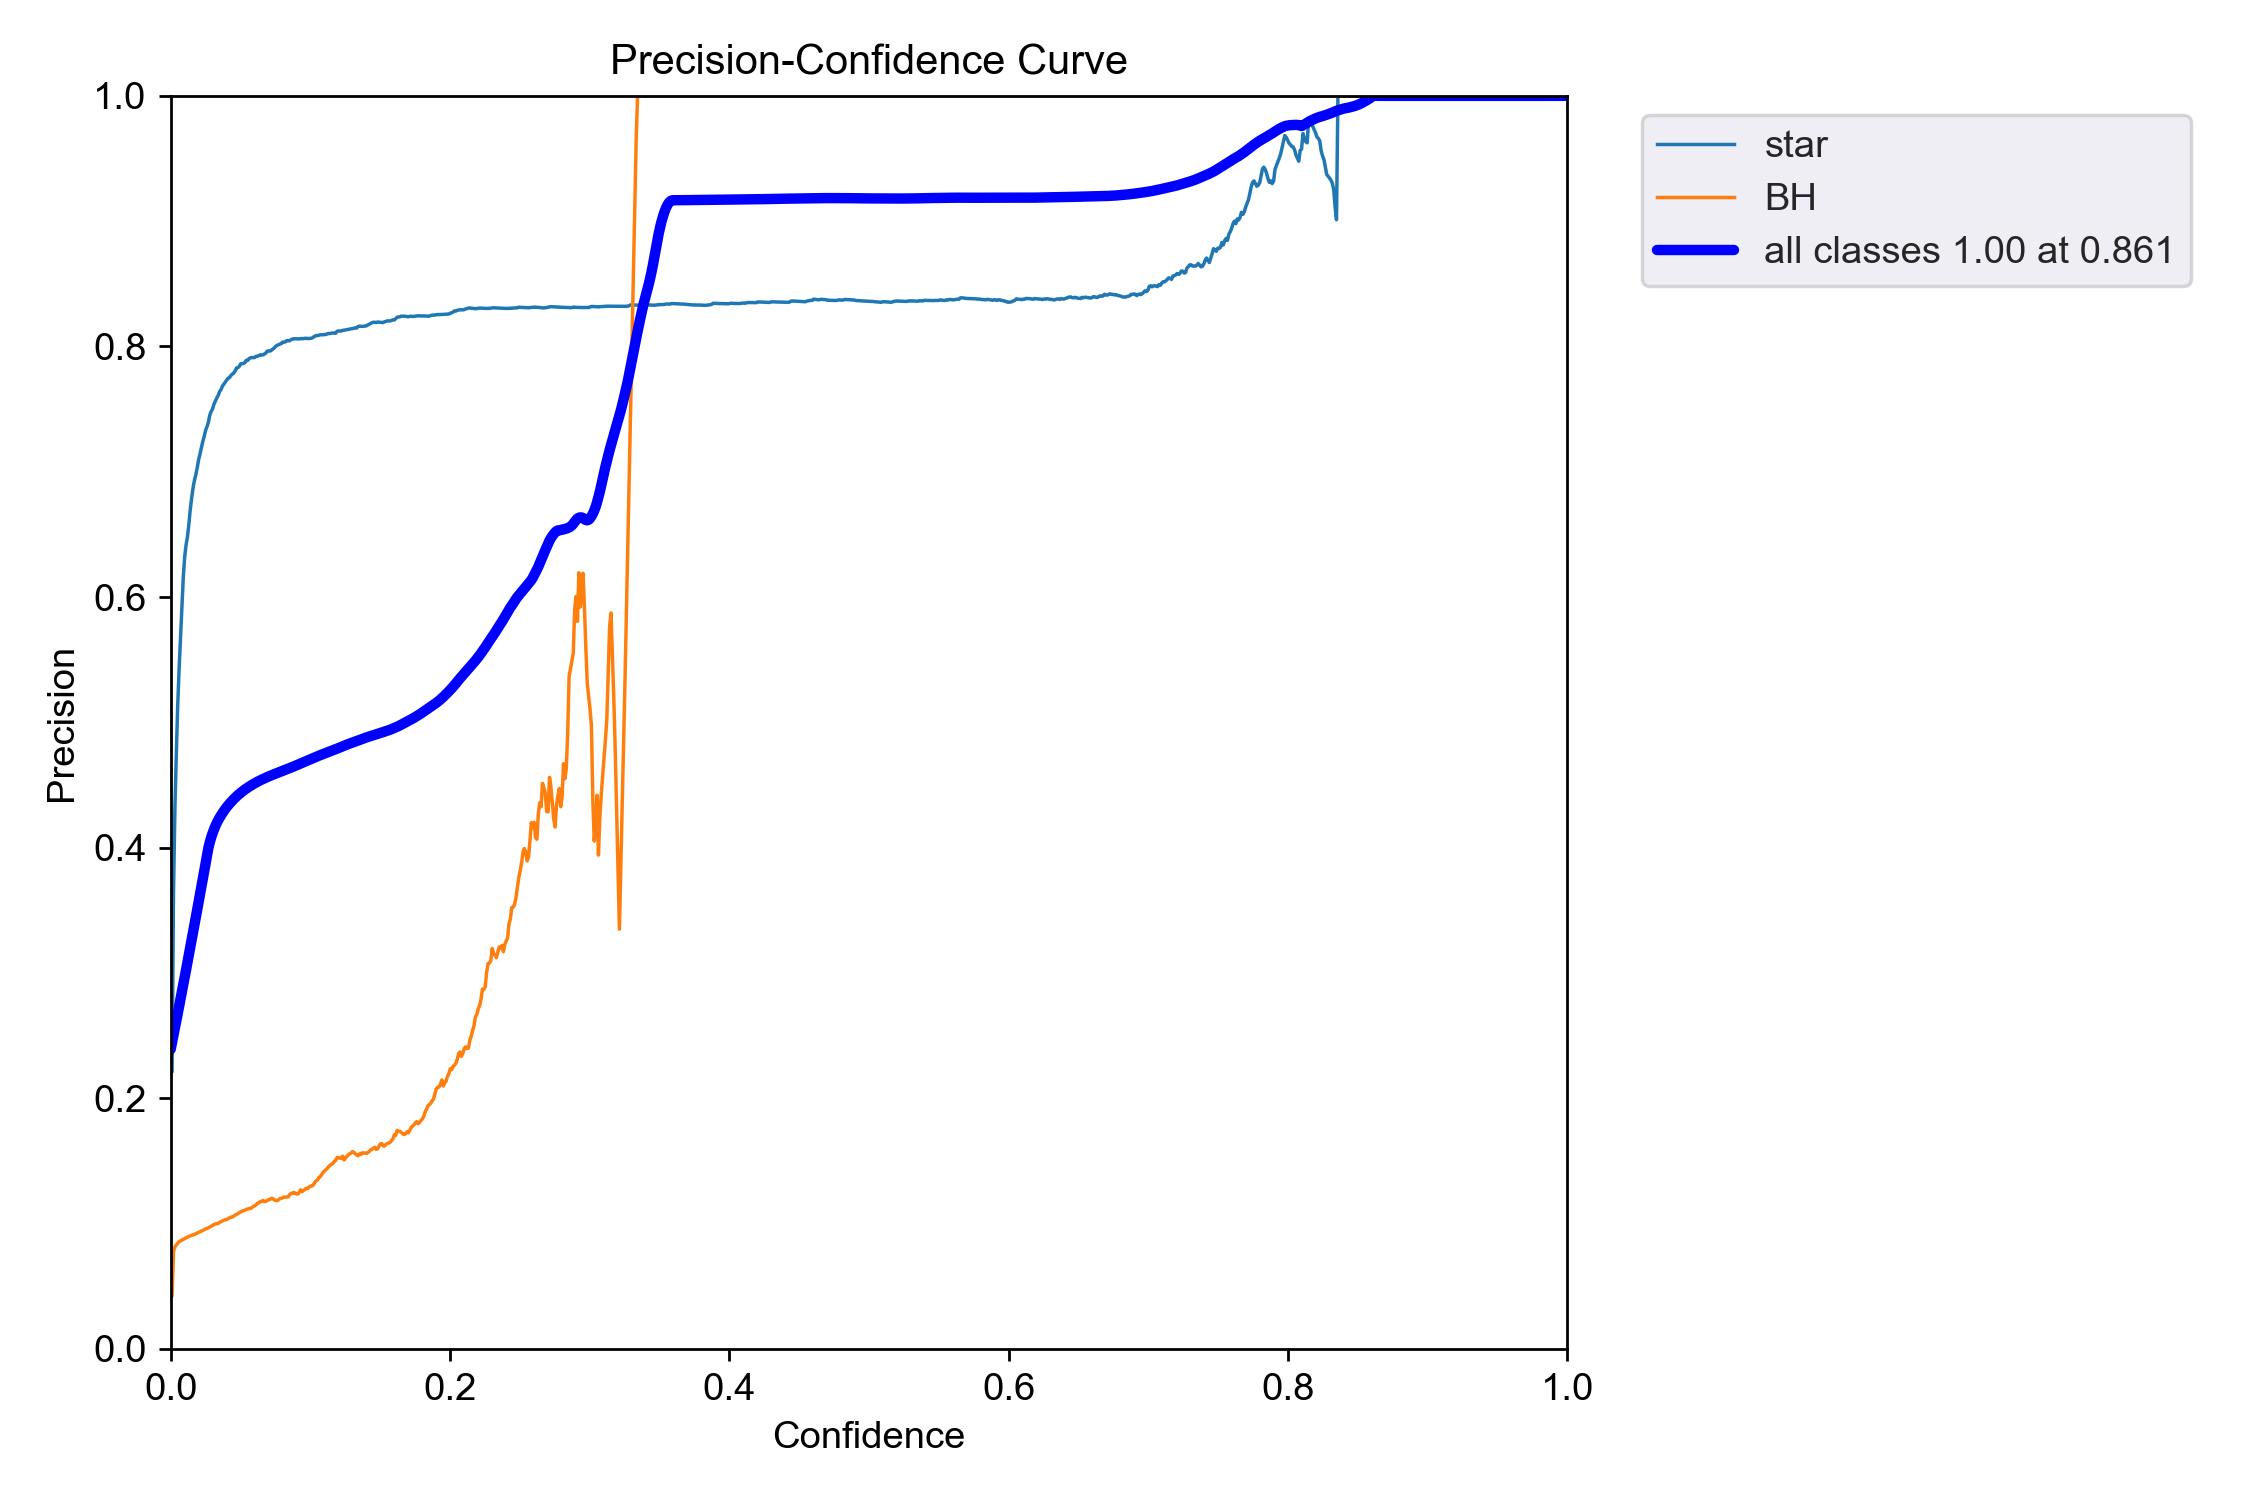 Precision-Confidence Curve
1.0
0.8
0.6
0.4
0.2
0.0
Precision
0.0 0.2 0.4 0.6 0.8 1.0
Confidence
star
BH
all classes 1.00 at 0.861